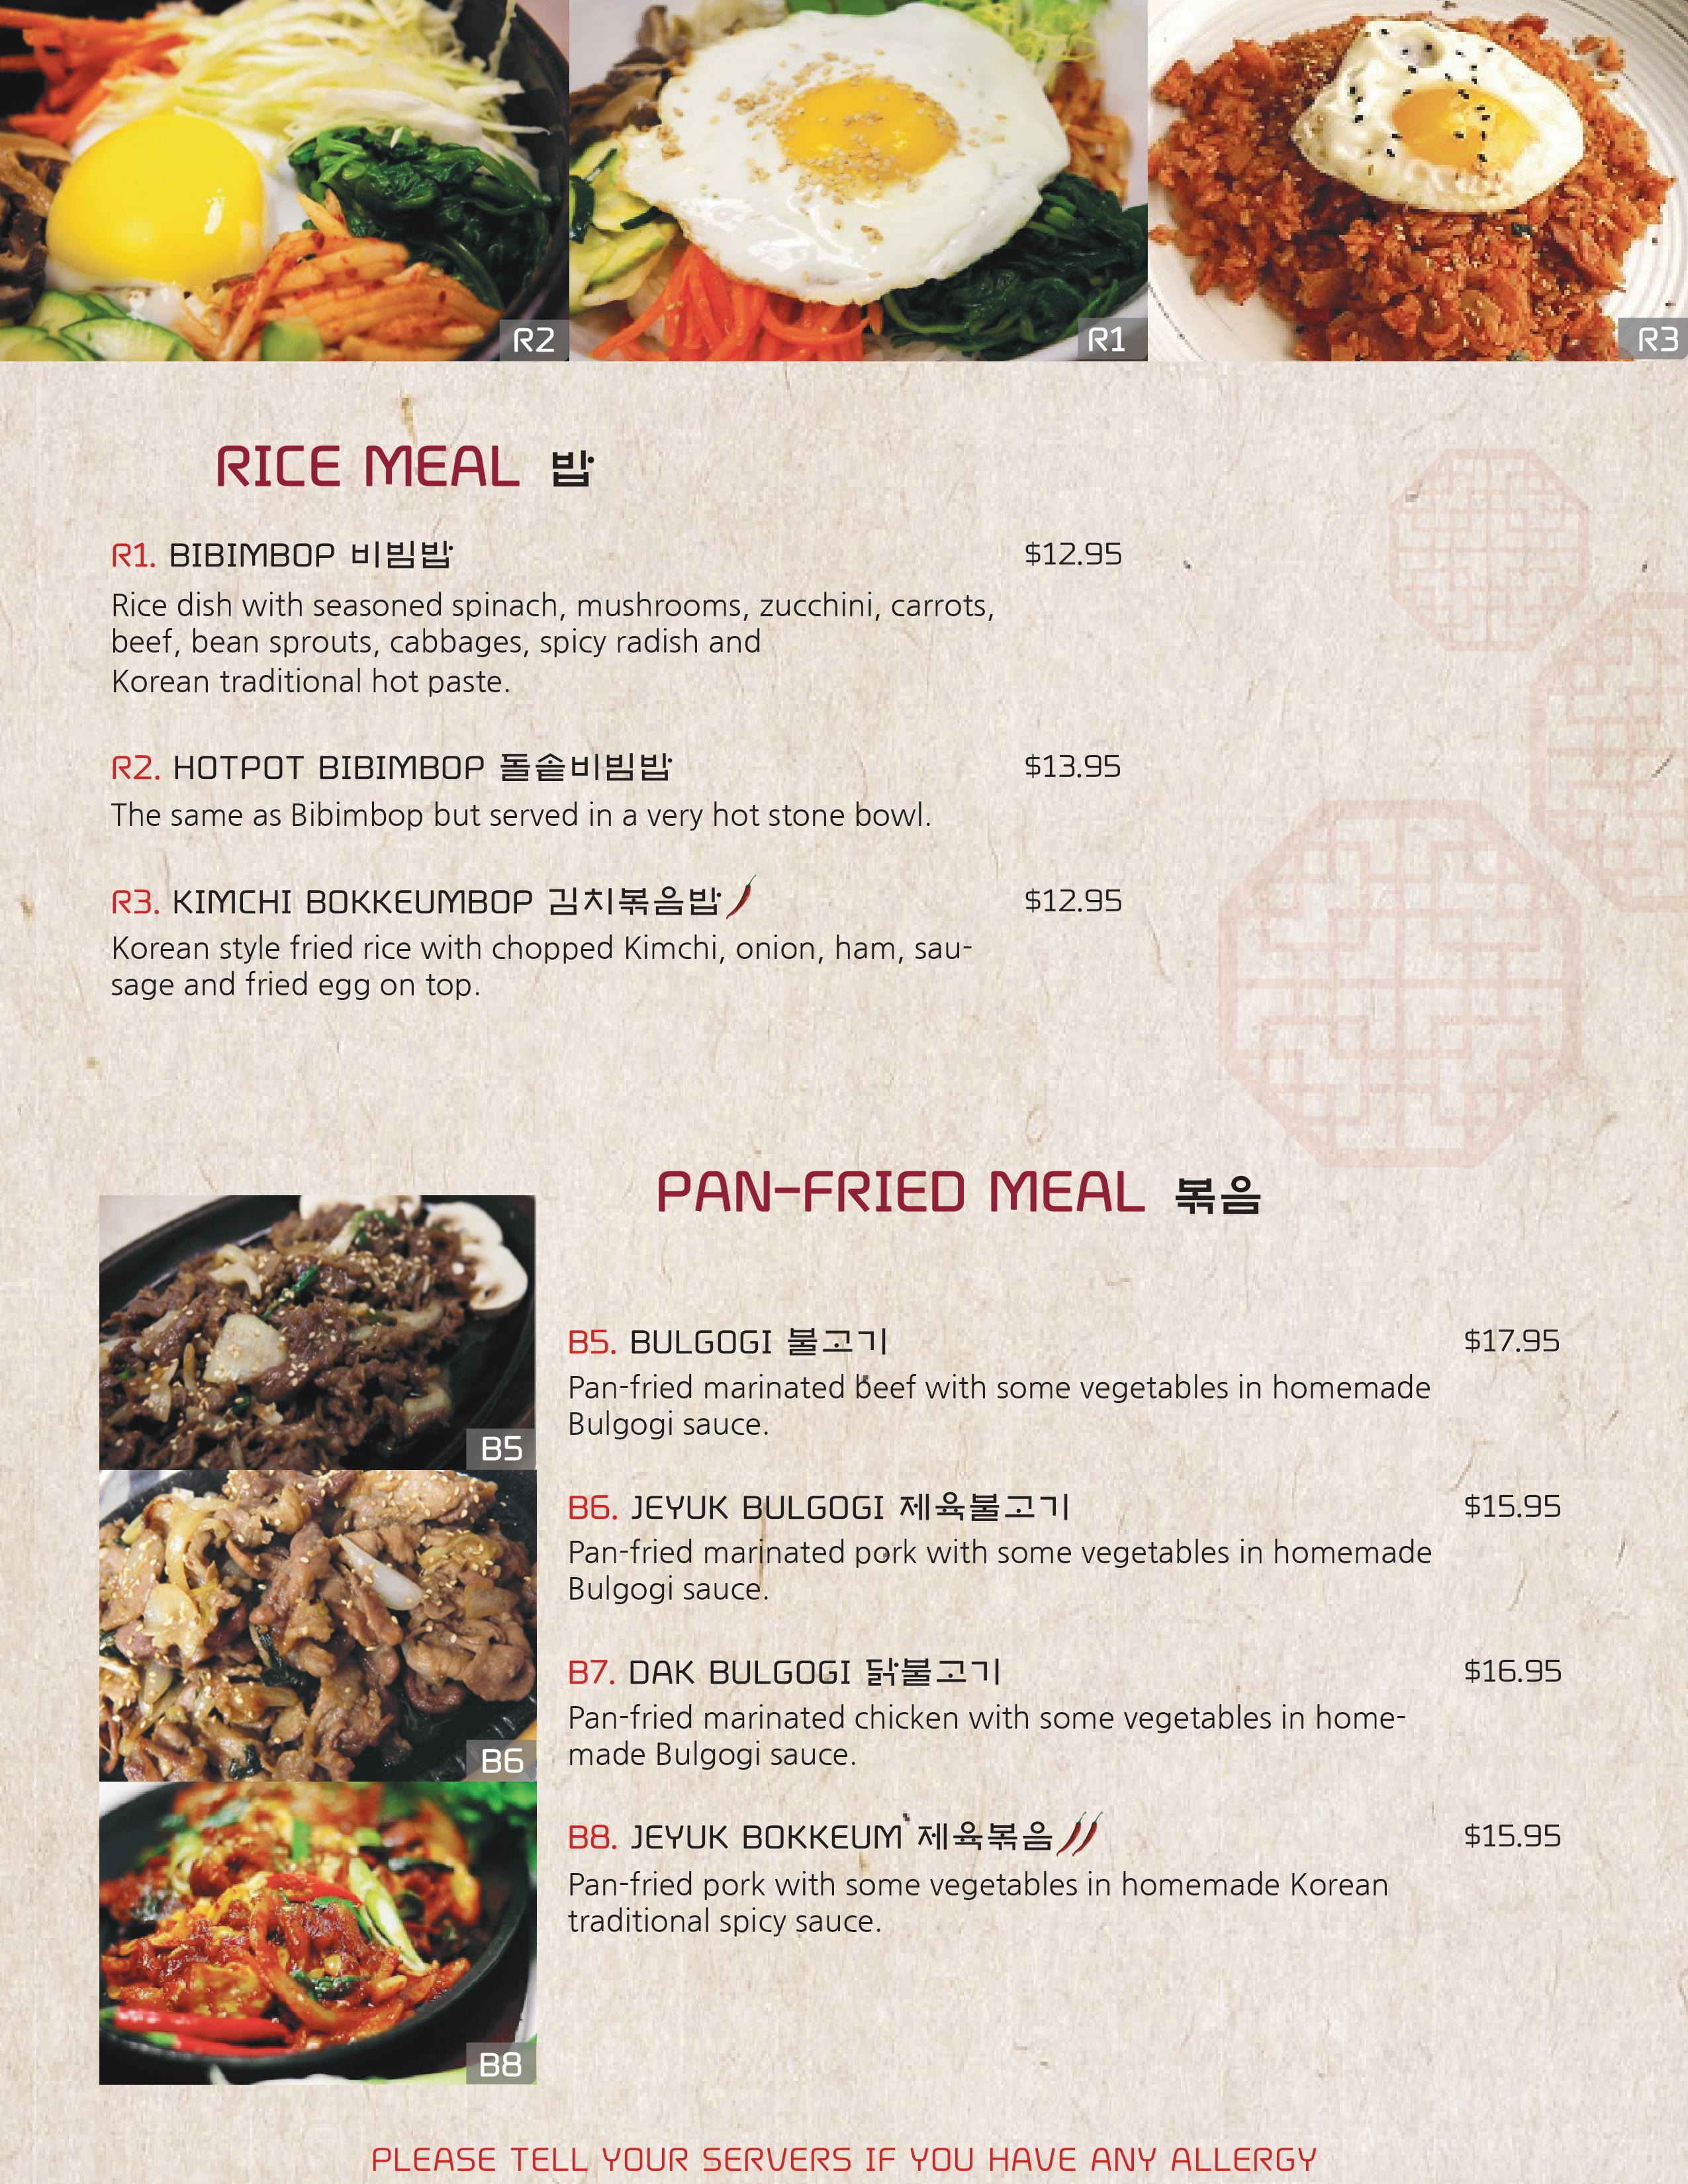 R2
R1
R3
RICE MEAL 밥
R1. BIBIMBOP 비빔밥 $12.95
Rice dish with seasoned spinach, mushrooms, zucchini, carrots,
beef, bean sprouts, cabbages, spicy radish and
Korean traditional hot paste.
R2. HOTPOT BIBIMBOP 돌솥비빔밥 $13.95
The same as Bibimbop but served in a very hot stone bowl.
R3. KIMCHI BOKKEUMBOP 김치볶음밥 $12.95
Korean style fried rice with chopped Kimchi, onion, ham, sau-
sage and fried egg on top.
PAN-FRIED MEAL 볶음
B5
B5. BULGOGI 불고기 $17.95
Pan-fried marinated beef with some vegetables in homemade
Bulgogi sauce.
B6. JEYUK BULGOGI 제육불고기 $15.95
Pan-fried marinated pork with some vegetables in homemade
Bulgogi sauce.
B6
B7. DAK BULGOGI 닭불고기 $16.95
Pan-fried marinated chicken with some vegetables in home-
made Bulgogi sauce.
B8. JEYUK BOKKEUM 제육볶음 $15.95
Pan-fried pork with some vegetables in homemade Korean
traditional spicy sauce.
B8
PLEASE TELL YOUR SERVERS IF YOU HAVE ANY ALLERGY